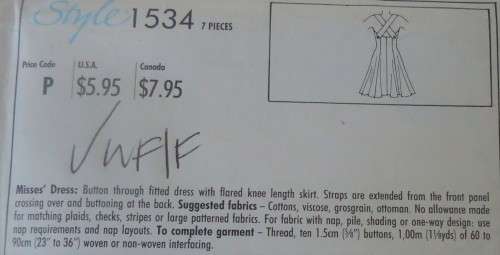 Style 1534 7 PIECES
Price Code U.S.A. Canada
P $5.95 $7.95
✓ WF/F
Misses' Dress: Button through fitted dress with flared knee length skirt. Straps are extended from the front panel
crossing over and buttoning at the back. Suggested fabrics – Cottons, viscose, grosgrain, ottoman. No allowance made
for matching plaids, checks, stripes or large patterned fabrics. For fabric with nap, pile, shading or one-way design: use
nap requirements and nap layouts. To complete garment – Thread, ten 1.5cm (⅝") buttons, 1,00m (1⅛yds) of 60 to
90cm (23" to 36") woven or non-woven interfacing.